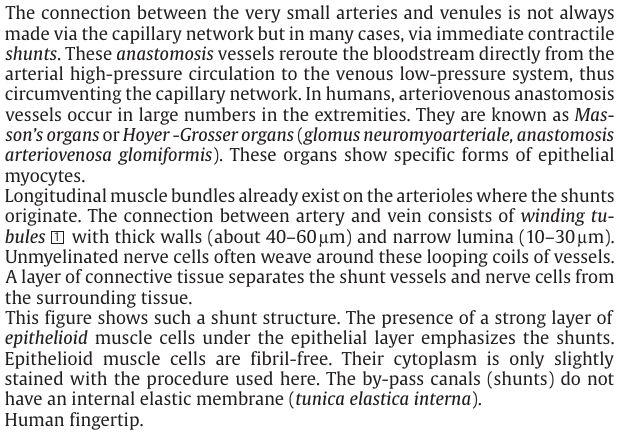 The connection between the very small arteries and venules is not always
made via the capillary network but in many cases, via immediate contractile
shunts. These anastomosis vessels reroute the bloodstream directly from the
arterial high-pressure circulation to the venous low-pressure system, thus
circumventing the capillary network. In humans, arteriovenous anastomosis
vessels occur in large numbers in the extremities. They are known as Mas-
son’s organs or Hoyer -Grosser organs (glomus neuromyoarteriale, anastomosis
arteriovenosa glomiformis). These organs show specific forms of epithelial
myocytes.
Longitudinal muscle bundles already exist on the arterioles where the shunts
originate. The connection between artery and vein consists of winding tu-
bules 1 with thick walls (about 40–60 µm) and narrow lumina (10–30 µm).
Unmyelinated nerve cells often weave around these looping coils of vessels.
A layer of connective tissue separates the shunt vessels and nerve cells from
the surrounding tissue.
This figure shows such a shunt structure. The presence of a strong layer of
epithelioid muscle cells under the epithelial layer emphasizes the shunts.
Epithelioid muscle cells are fibril-free. Their cytoplasm is only slightly
stained with the procedure used here. The by-pass canals (shunts) do not
have an internal elastic membrane (tunica elastica interna).
Human fingertip.